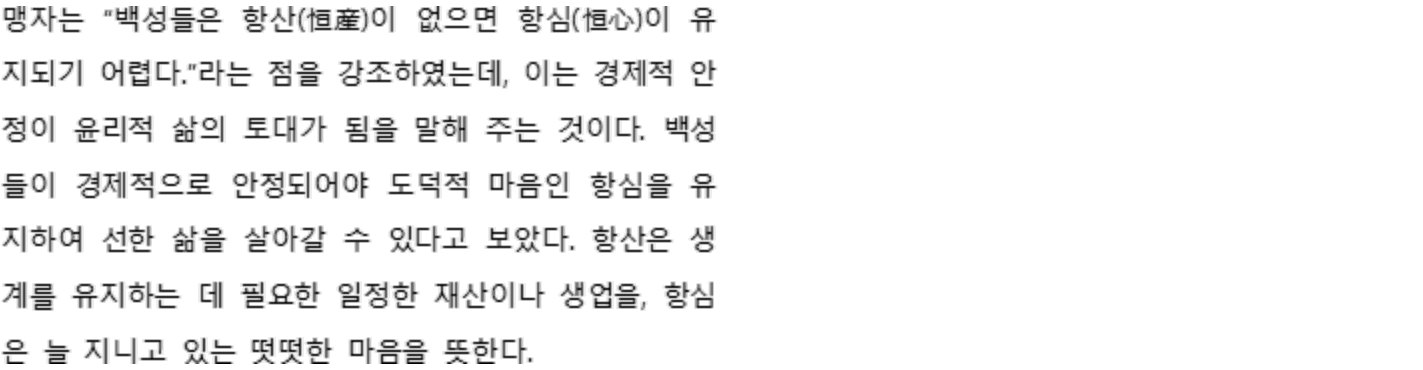 맹자는 "백성들은 항산(恒産)이 없으면 항심(恒心)이 유
지되기 어렵다."라는 점을 강조하였는데, 이는 경제적 안
정이 윤리적 삶의 토대가 됨을 말해 주는 것이다. 백성
들이 경제적으로 안정되어야 도덕적 마음인 항심을 유
지하여 선한 삶을 살아갈 수 있다고 보았다. 항산은 생
계를 유지하는 데 필요한 일정한 재산이나 생업을, 항심
은 늘 지니고 있는 떳떳한 마음을 뜻한다.